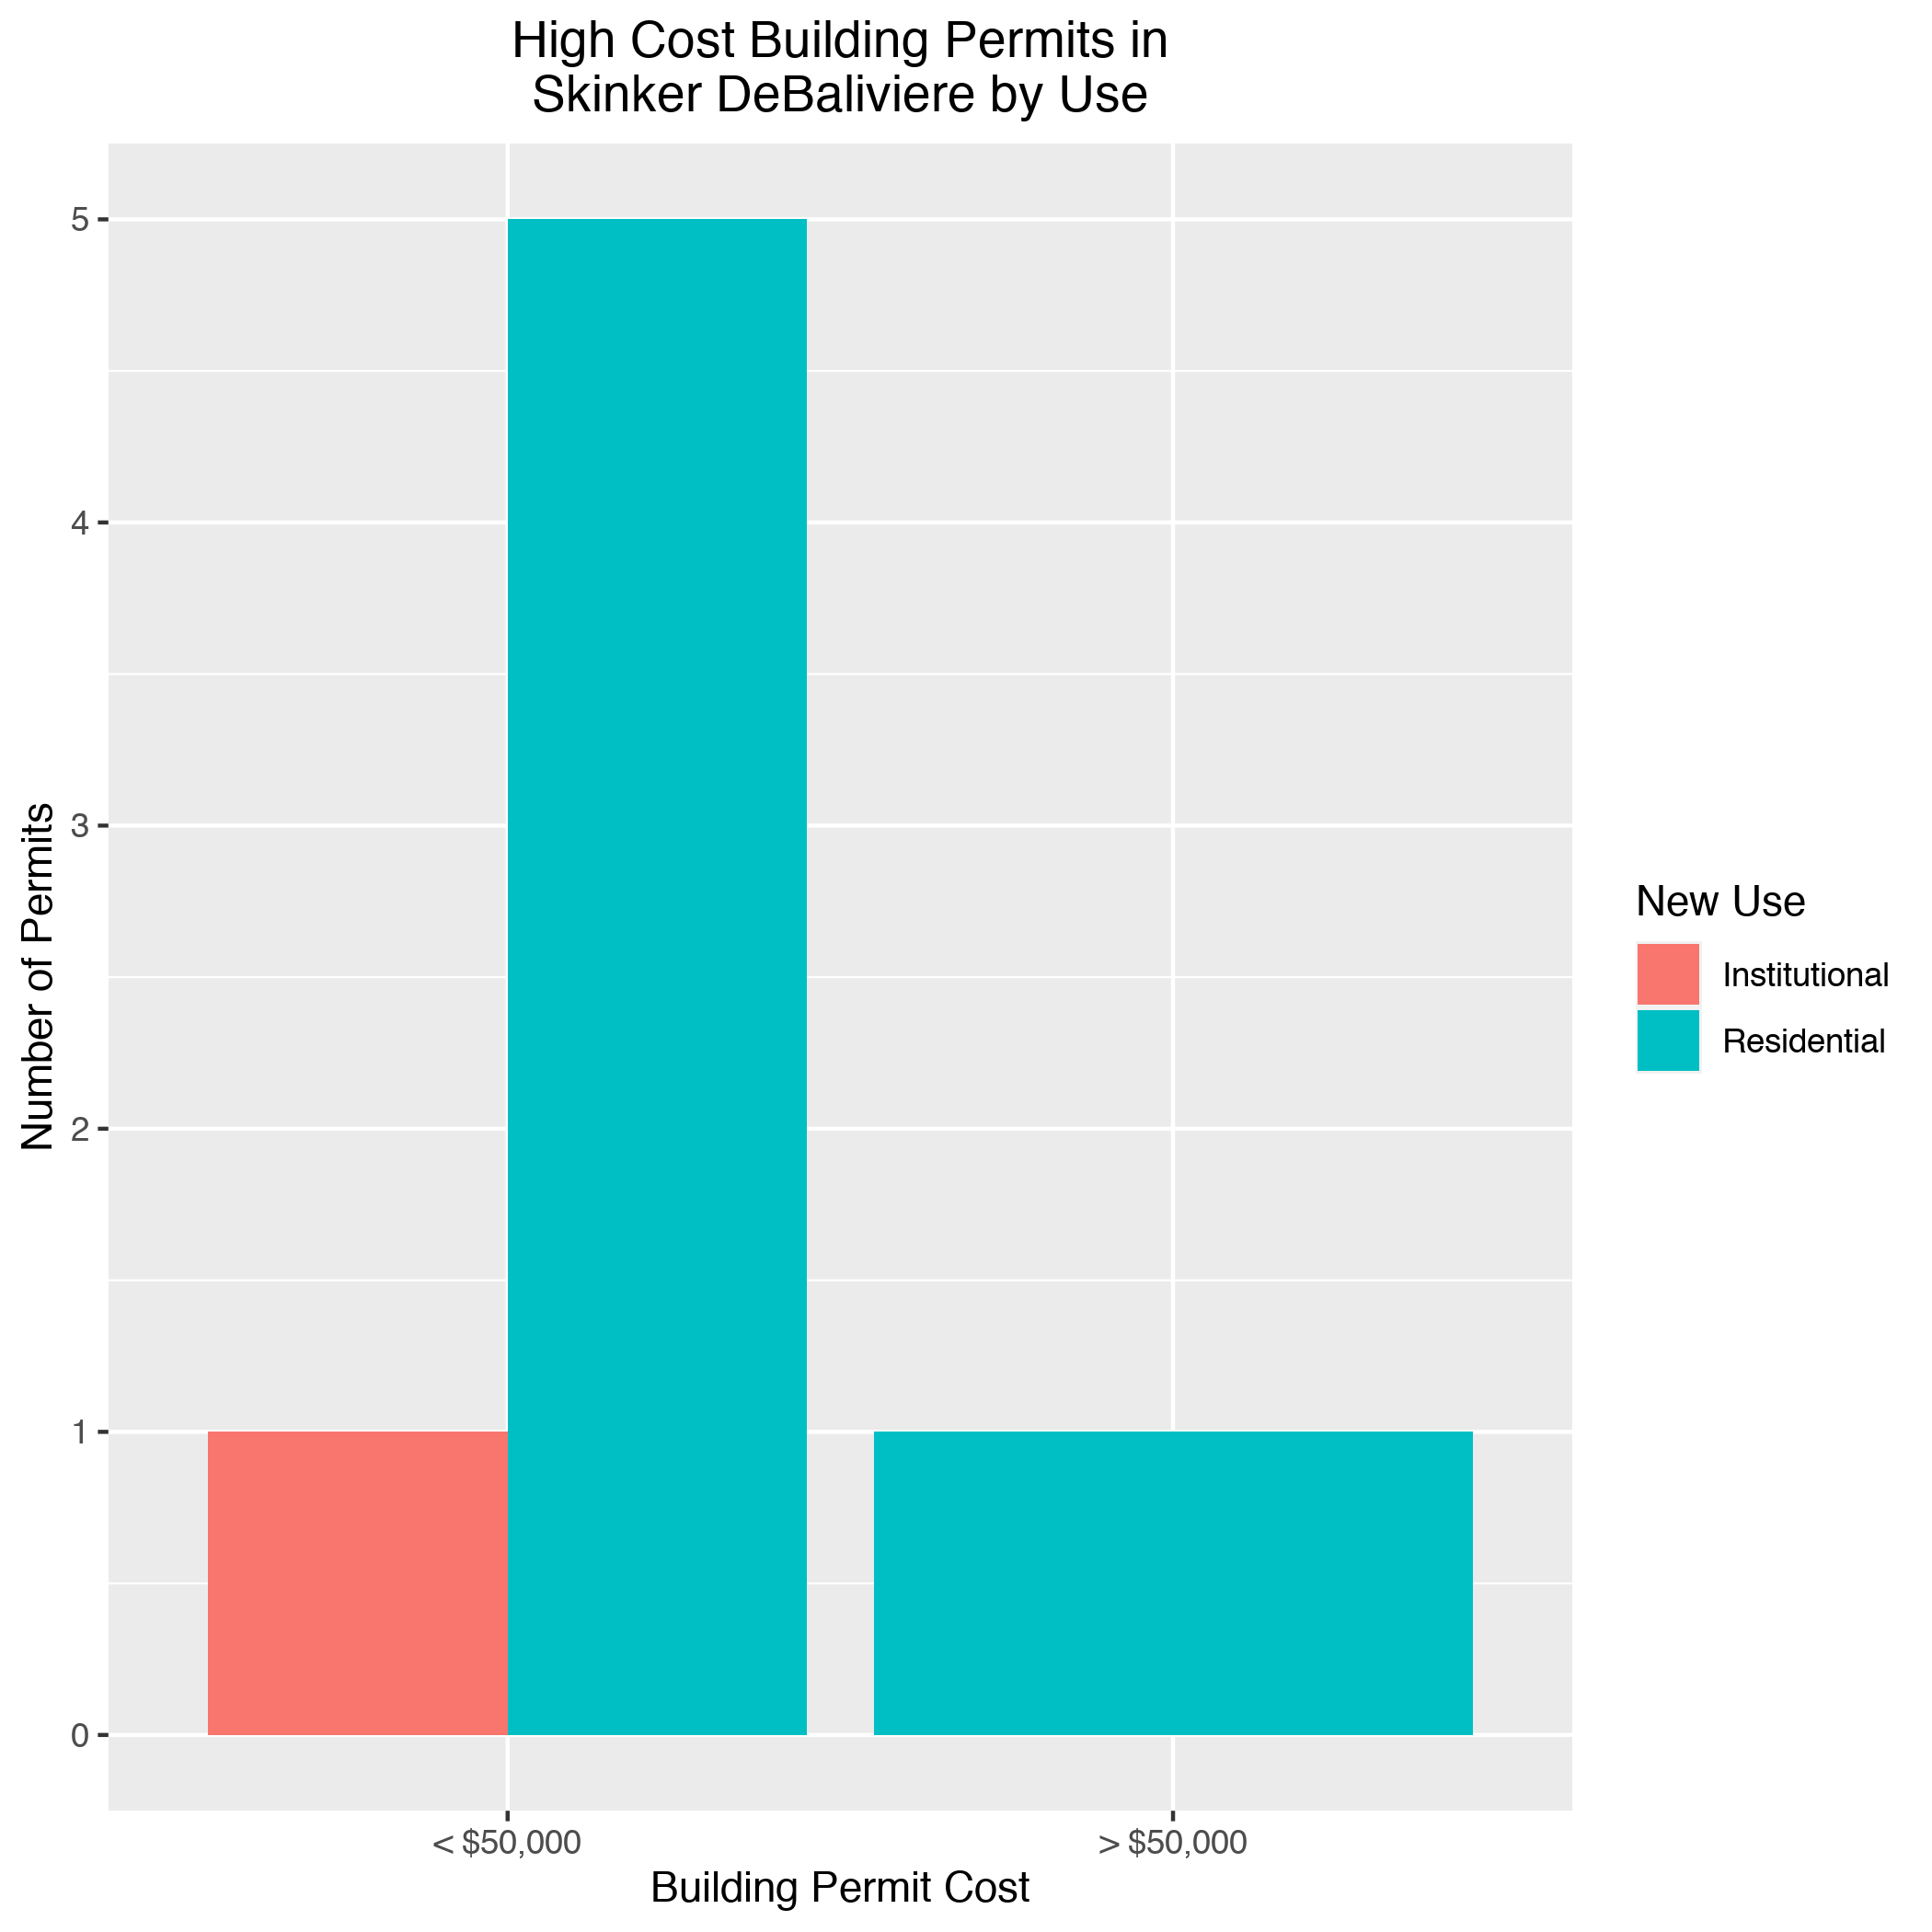 High Cost Building Permits in
Skinker DeBaliviere by Use
Number of Permits
5
4
3
2
1
0
< $50,000
> $50,000
Building Permit Cost
New Use
Institutional
Residential